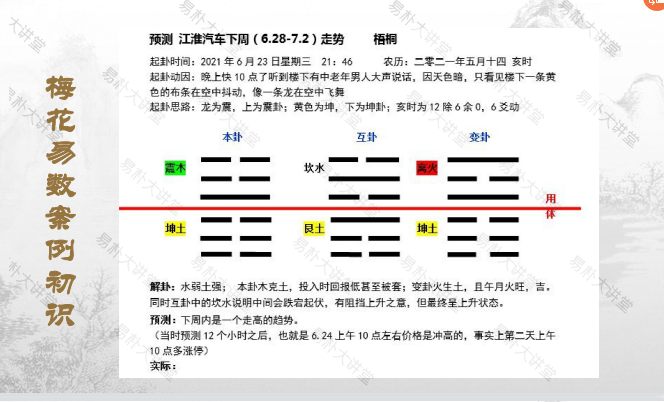 梅花易数案例初识
预测 江淮汽车下周（6.28-7.2）走势 梧桐
起卦时间：2021 年 6 月 23 日星期三 21：46 农历：二零二一年五月十四 亥时
起卦动因：晚上快 10 点了听到楼下有中老年男人大声说话，因天色暗，只看见楼下一条黄
色的布条在空中抖动，像一条龙在空中飞舞
起卦思路：龙为震，上为震卦；黄色为坤，下为坤卦；亥时为 12 除 6 余 0，6 爻动
本卦 互卦 变卦
震木 坎水 离火
用
体
坤土 艮土 坤土
解卦：水弱土强； 本卦木克土，投入时回报低甚至被套；变卦火生土，且年月火旺，吉。
同时互卦中的坎水说明中间会跌宕起伏，有阻挡上升之意，但最终呈上升状态。
预测：下周内是一个走高的趋势。
（当时预测 12 个小时之后，也就是 6.24 上午 10 点左右价格是冲高的，事实上第二天上午
10 点多涨停）
实际：
易朴大讲堂